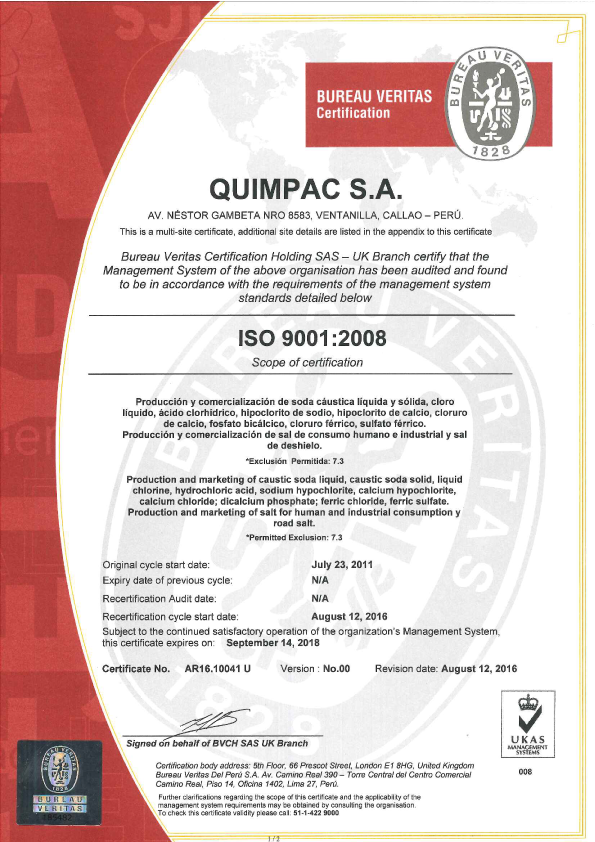 BUREAU VERITAS
Certification
BUREAU VERITAS
1828
QUIMPAC S.A.
AV. NÉSTOR GAMBETA NRO 8583, VENTANILLA, CALLAO – PERÚ.
This is a multi-site certificate, additional site details are listed in the appendix to this certificate
Bureau Veritas Certification Holding SAS – UK Branch certify that the
Management System of the above organisation has been audited and found
to be in accordance with the requirements of the management system
standards detailed below
ISO 9001:2008
Scope of certification
Producción y comercialización de soda cáustica líquida y sólida, cloro
líquido, ácido clorhídrico, hipoclorito de sodio, hipoclorito de calcio, cloruro
de calcio, fosfato bicálcico, cloruro férrico, sulfato férrico.
Producción y comercialización de sal de consumo humano e industrial y sal
de deshielo.
*Exclusión Permitida: 7.3
Production and marketing of caustic soda liquid, caustic soda solid, liquid
chlorine, hydrochloric acid, sodium hypochlorite, calcium hypochlorite,
calcium chloride; dicalcium phosphate; ferric chloride, ferric sulfate.
Production and marketing of salt for human and industrial consumption y
road salt.
*Permitted Exclusion: 7.3
Original cycle start date: July 23, 2011
Expiry date of previous cycle: N/A
Recertification Audit date: N/A
Recertification cycle start date: August 12, 2016
Subject to the continued satisfactory operation of the organization's Management System,
this certificate expires on: September 14, 2018
Certificate No. AR16.10041 U Version : No.00 Revision date: August 12, 2016
Signed on behalf of BVCH SAS UK Branch
Certification body address: 5th Floor, 66 Prescot Street, London E1 8HG, United Kingdom
Bureau Veritas Del Perú S.A. Av. Camino Real 390 – Torre Central del Centro Comercial
Camino Real, Piso 14, Oficina 1402, Lima 27, Perú.
Further clarifications regarding the scope of this certificate and the applicability of the
management system requirements may be obtained by consulting the organisation.
To check this certificate validity please call: 51-1-422 9000
UKAS
MANAGEMENT
SYSTEMS
008
BUREAU VERITAS
1828
BUREAU
VERITAS
1 / 2